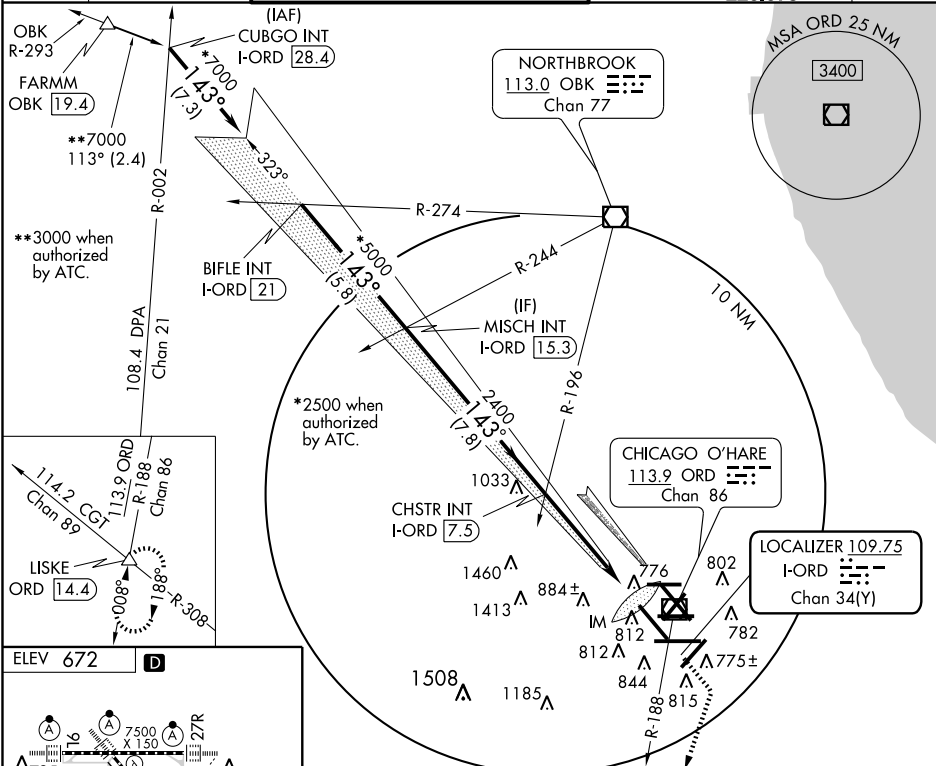 OBK
R-293
FARMM
OBK 19.4
**7000
113° (2.4)
(IAF)
CUBGO INT
I-ORD 28.4
*7000
143°
(7.3)
323°
R-002
**3000 when
authorized
by ATC.
108.4 DPA
Chan 21
BIFLE INT
I-ORD 21
R-274
*5000
143°
(5.8)
R-244
(IF)
MISCH INT
I-ORD 15.3
*2500 when
authorized
by ATC.
2400
143°
(7.8)
R-196
NORTHBROOK
113.0 OBK
Chan 77
MSA ORD 25 NM
3400
10 NM
1033
CHSTR INT
I-ORD 7.5
CHICAGO O'HARE
113.9 ORD
Chan 86
LOCALIZER 109.75
I-ORD
Chan 34(Y)
1460
1413
884±
776
802
IM
812
812
782
844
775±
815
1508
1185
R-188
114.2 CGT
Chan 89
113.9 ORD
R-188
Chan 86
LISKE
ORD 14.4
008°
188°
R-308
ELEV 672
D
A
A
A
7500
X 150
9L
27R